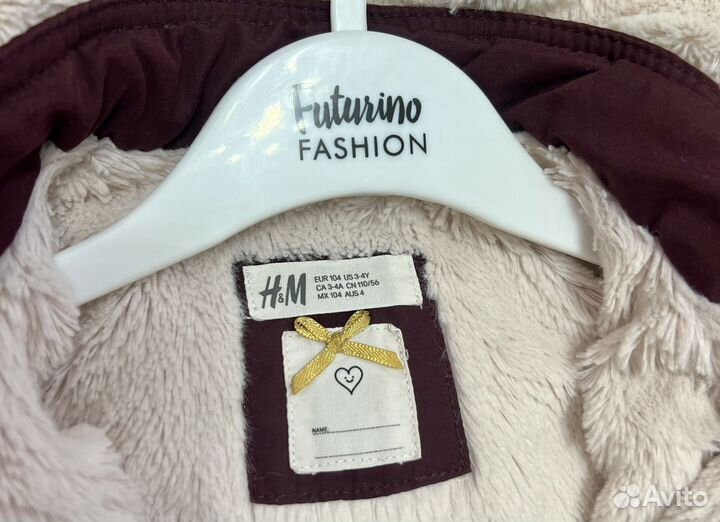 Futurino
FASHION
H&M
EUR 104 US 3-4Y
CA 3-4A CN 110/56
MX 104 AUS 4
NAME:
Avito